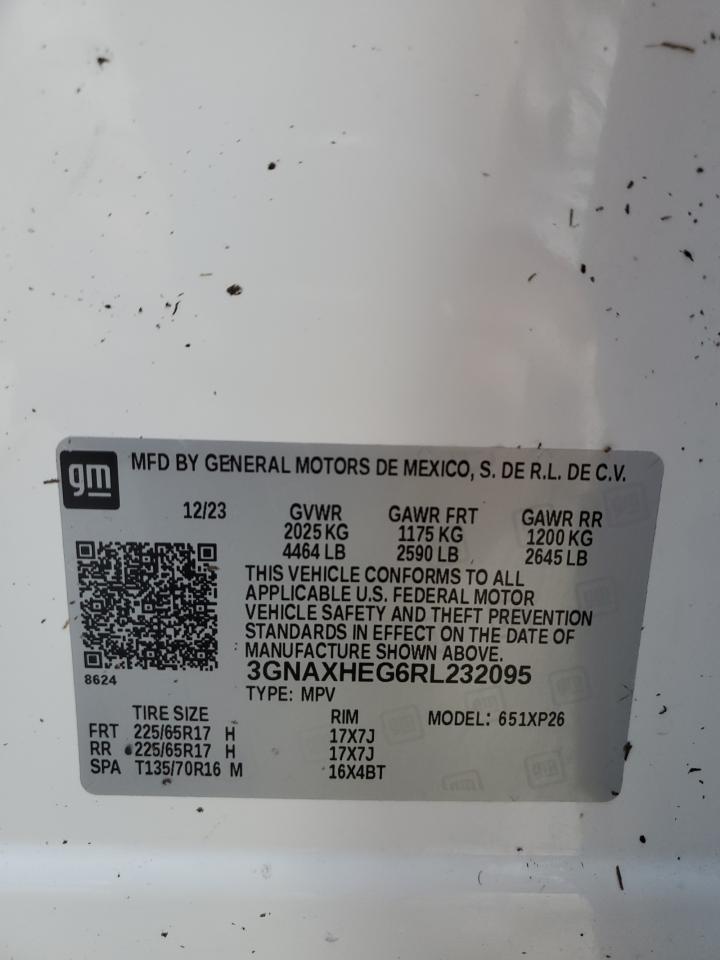 gm
MFD BY GENERAL MOTORS DE MEXICO, S. DE R.L. DE C.V.
12/23 GVWR GAWR FRT GAWR RR
2025 KG 1175 KG 1200 KG
4464 LB 2590 LB 2645 LB
THIS VEHICLE CONFORMS TO ALL
APPLICABLE U.S. FEDERAL MOTOR
VEHICLE SAFETY AND THEFT PREVENTION
STANDARDS IN EFFECT ON THE DATE OF
MANUFACTURE SHOWN ABOVE.
8624
3GNAXHEG6RL232095
TYPE: MPV
TIRE SIZE RIM MODEL: 651XP26
FRT 225/65R17 H 17X7J
RR 225/65R17 H 17X7J
SPA T135/70R16 M 16X4BT